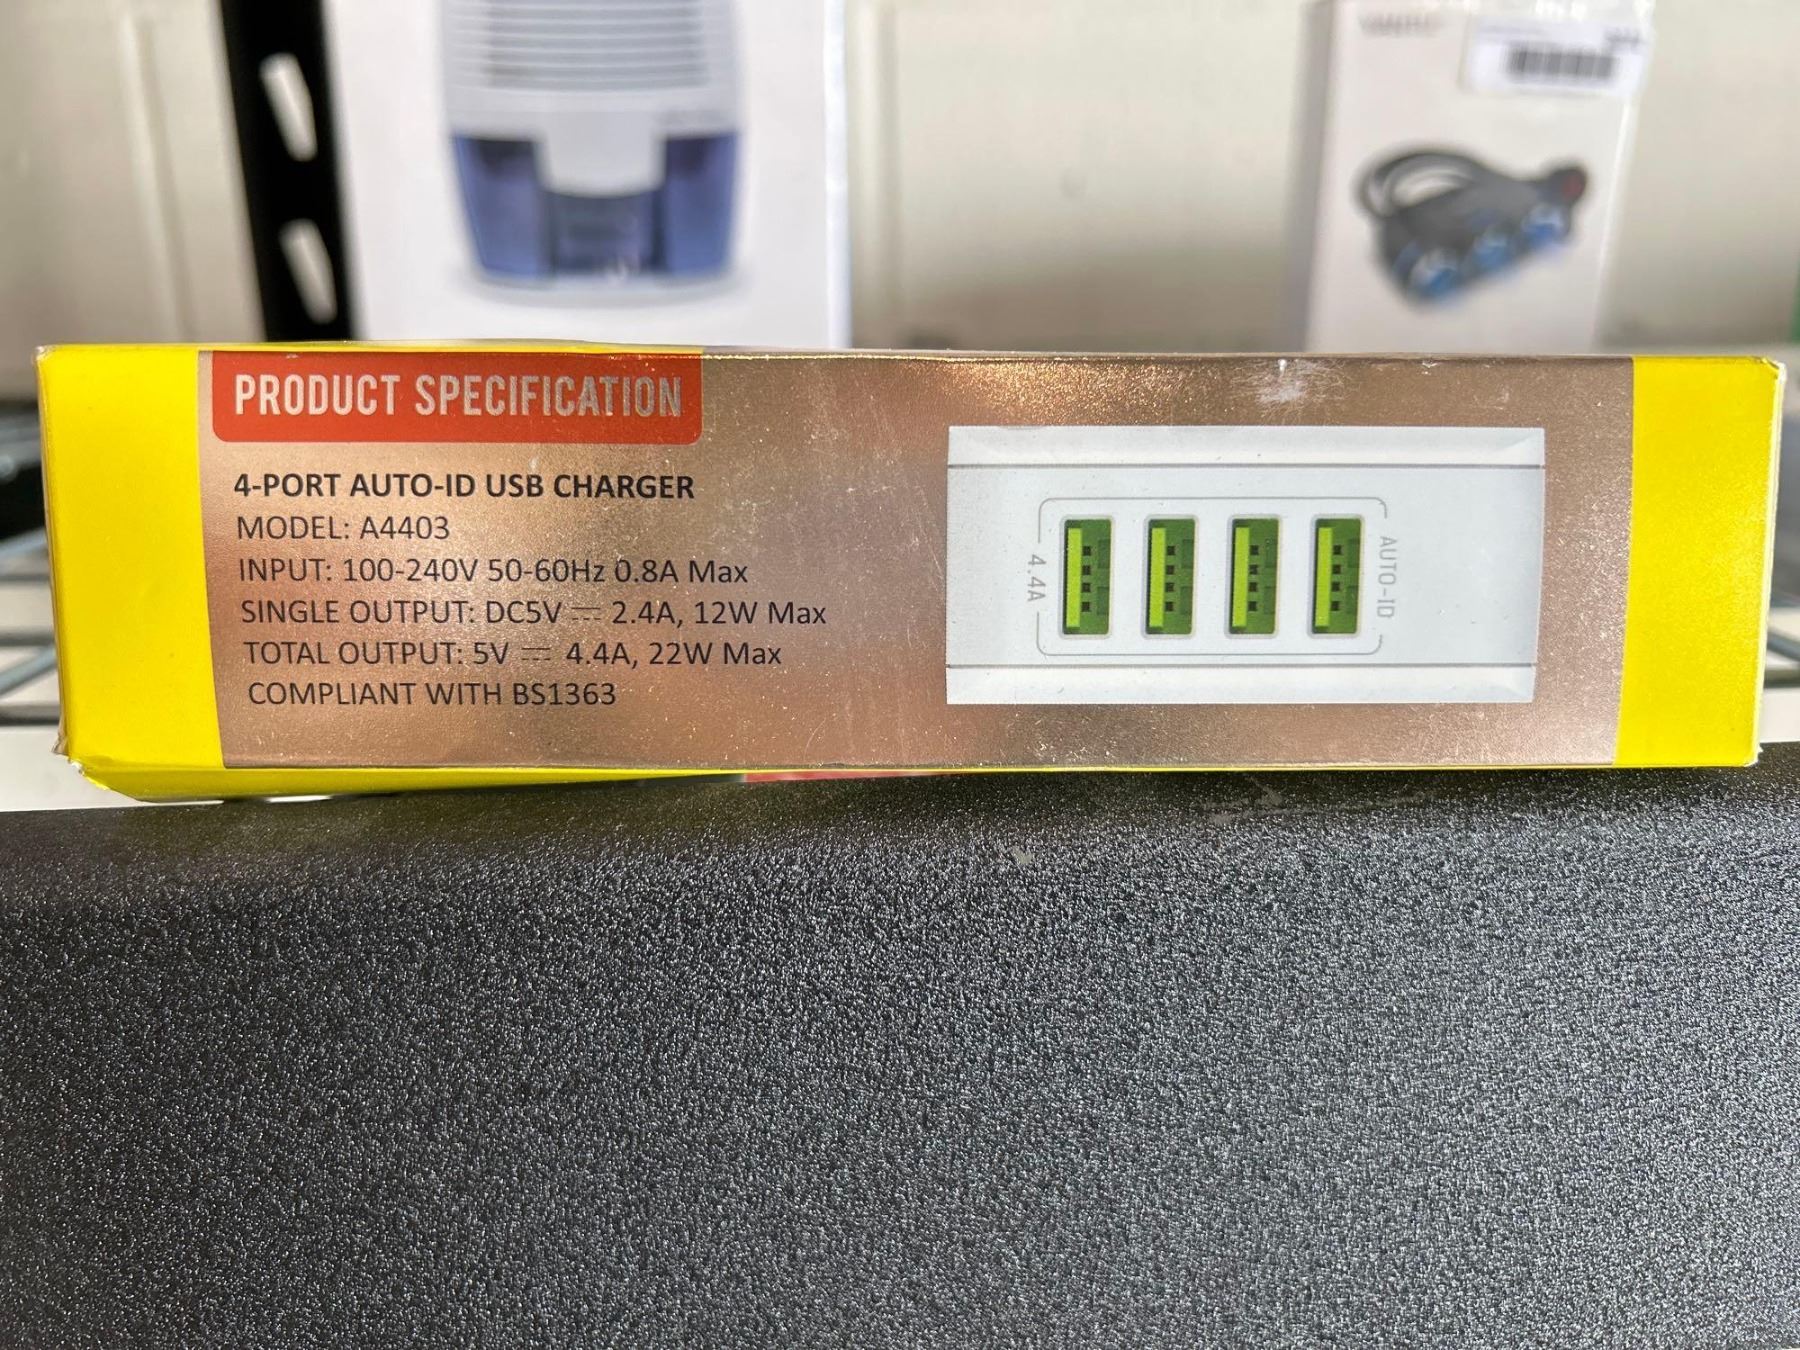 PRODUCT SPECIFICATION
4-PORT AUTO-ID USB CHARGER
MODEL: A4403
INPUT: 100-240V 50-60Hz 0.8A Max
SINGLE OUTPUT: DC5V ⎓ 2.4A, 12W Max
TOTAL OUTPUT: 5V ⎓ 4.4A, 22W Max
COMPLIANT WITH BS1363
4.4A
AUTO-ID